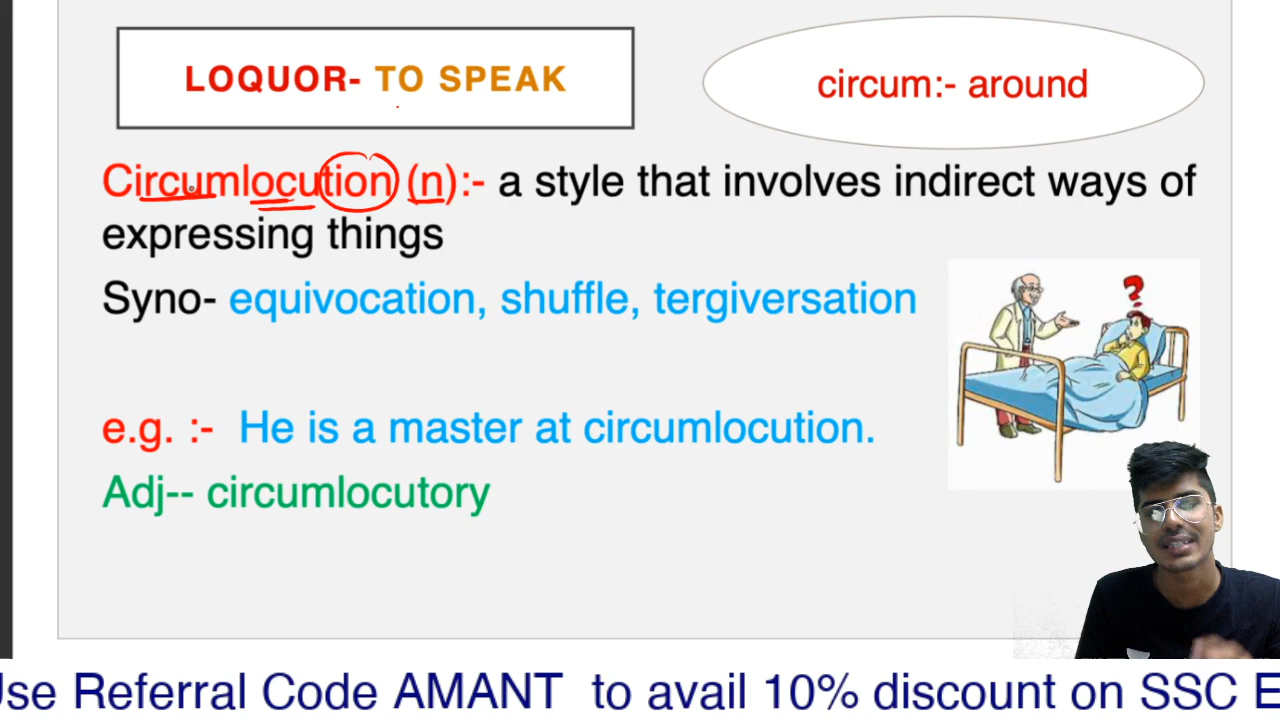 LOQUOR- TO SPEAK
circum:- around
Circumlocution (n):- a style that involves indirect ways of
expressing things
Syno- equivocation, shuffle, tergiversation
?
e.g. :- He is a master at circumlocution.
Adj-- circumlocutory
Use Referral Code AMANT to avail 10% discount on SSC E